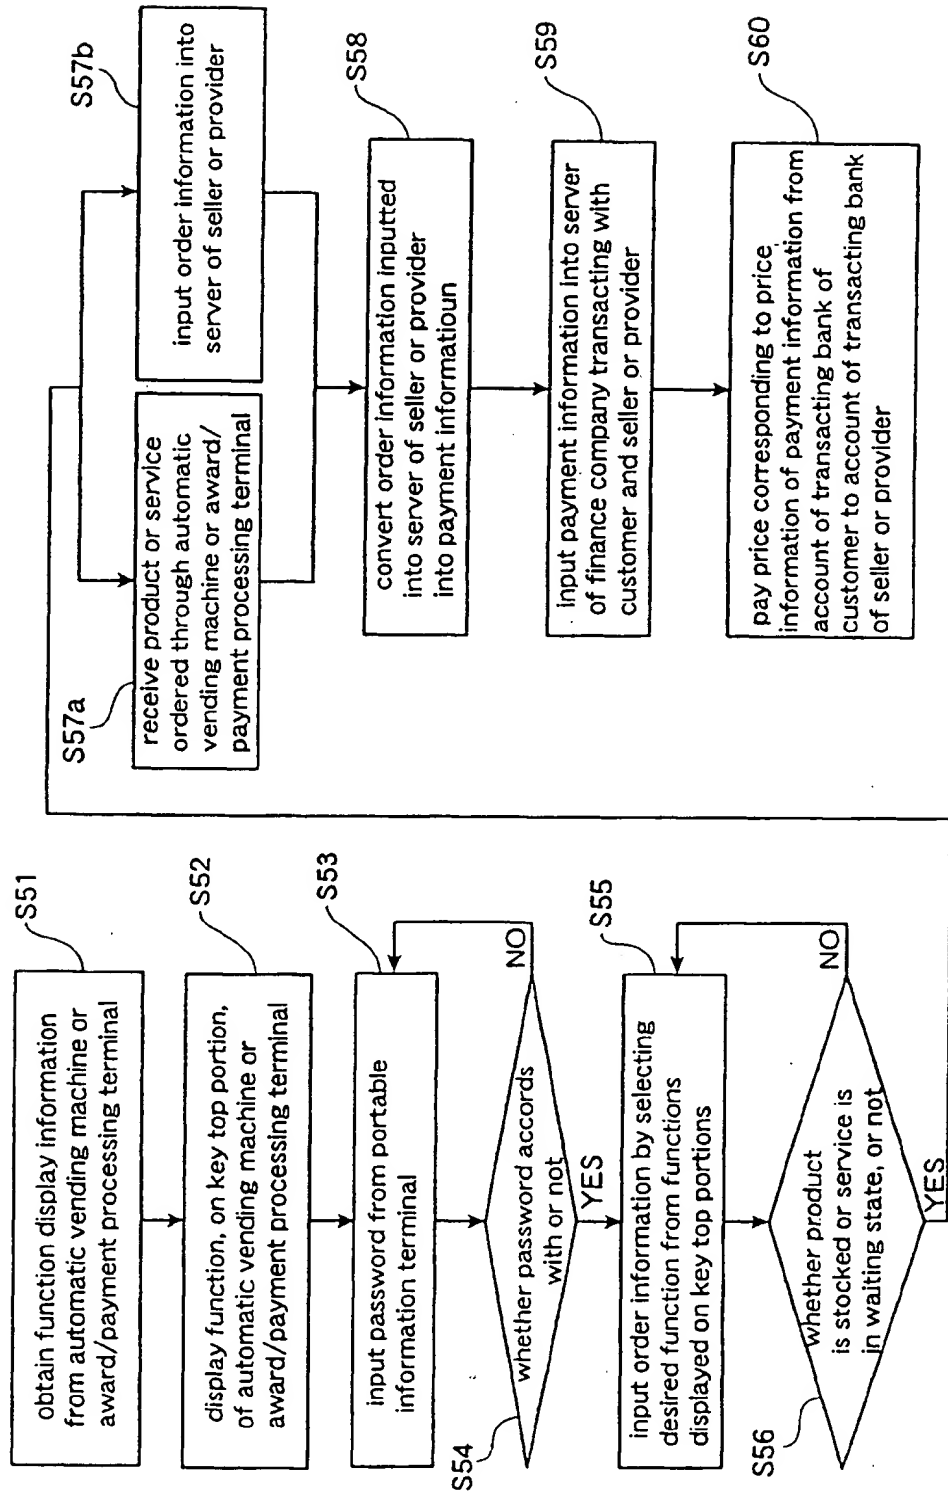 S51
obtain function display information
from automatic vending machine or
award/payment processing terminal
S52
display function, on key top portion,
of automatic vending machine or
award/payment processing terminal
S53
input password from portable
information terminal
S54
whether password accords
with or not
NO
YES
S55
input order information by selecting
desired function from functions
displayed on key top portions
S56
whether product
is stocked or service is
in waiting state, or not
NO
YES
S57a
receive product or service
ordered through automatic
vending machine or award/
payment processing terminal
S57b
input order information into
server of seller or provider
S58
convert order information inputted
into server of seller or provider
into payment informatioun
S59
input payment information into server
of finance company transacting with
customer and seller or provider
S60
pay price corresponding to price
information of payment information from
account of transacting bank of
customer to account of transacting bank
of seller or provider